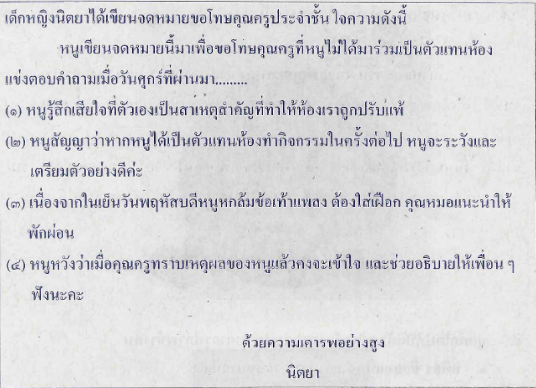 เด็กหญิงนิตยาได้เขียนจดหมายขอโทษคุณครูประจำชั้น ใจความดังนี้
หนูเขียนจดหมายนี้มาเพื่อขอโทษคุณครูที่หนูไม่ได้มาร่วมเป็นตัวแทนห้อง
แข่งตอบคำถามเมื่อวันศุกร์ที่ผ่านมา.........
(๑) หนูรู้สึกเสียใจที่ตัวเองเป็นสาเหตุสำคัญที่ทำให้ห้องเราถูกปรับแพ้
(๒) หนูสัญญาว่าหากหนูได้เป็นตัวแทนห้องทำกิจกรรมในครั้งต่อไป หนูจะระวังและ
เตรียมตัวอย่างดีค่ะ
(๓) เนื่องจากในเย็นวันพฤหัสบดีหนูหกล้มข้อเท้าแพลง ต้องใส่เฝือก คุณหมอแนะนำให้
พักผ่อน
(๔) หนูหวังว่าเมื่อคุณครูทราบเหตุผลของหนูแล้วคงจะเข้าใจ และช่วยอธิบายให้เพื่อน ๆ
ฟังนะคะ
ด้วยความเคารพอย่างสูง
นิตยา